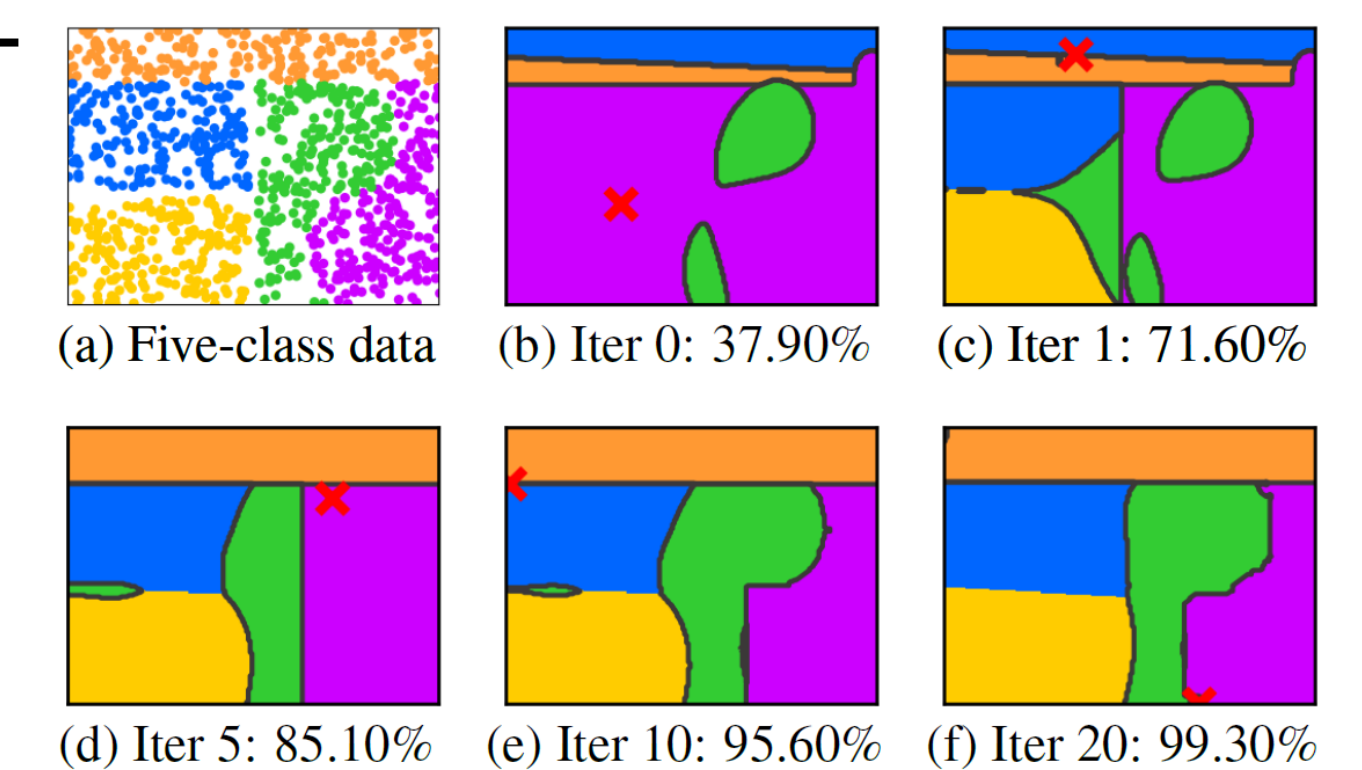 (a) Five-class data
(b) Iter 0: 37.90%
(c) Iter 1: 71.60%
(d) Iter 5: 85.10%
(e) Iter 10: 95.60%
(f) Iter 20: 99.30%